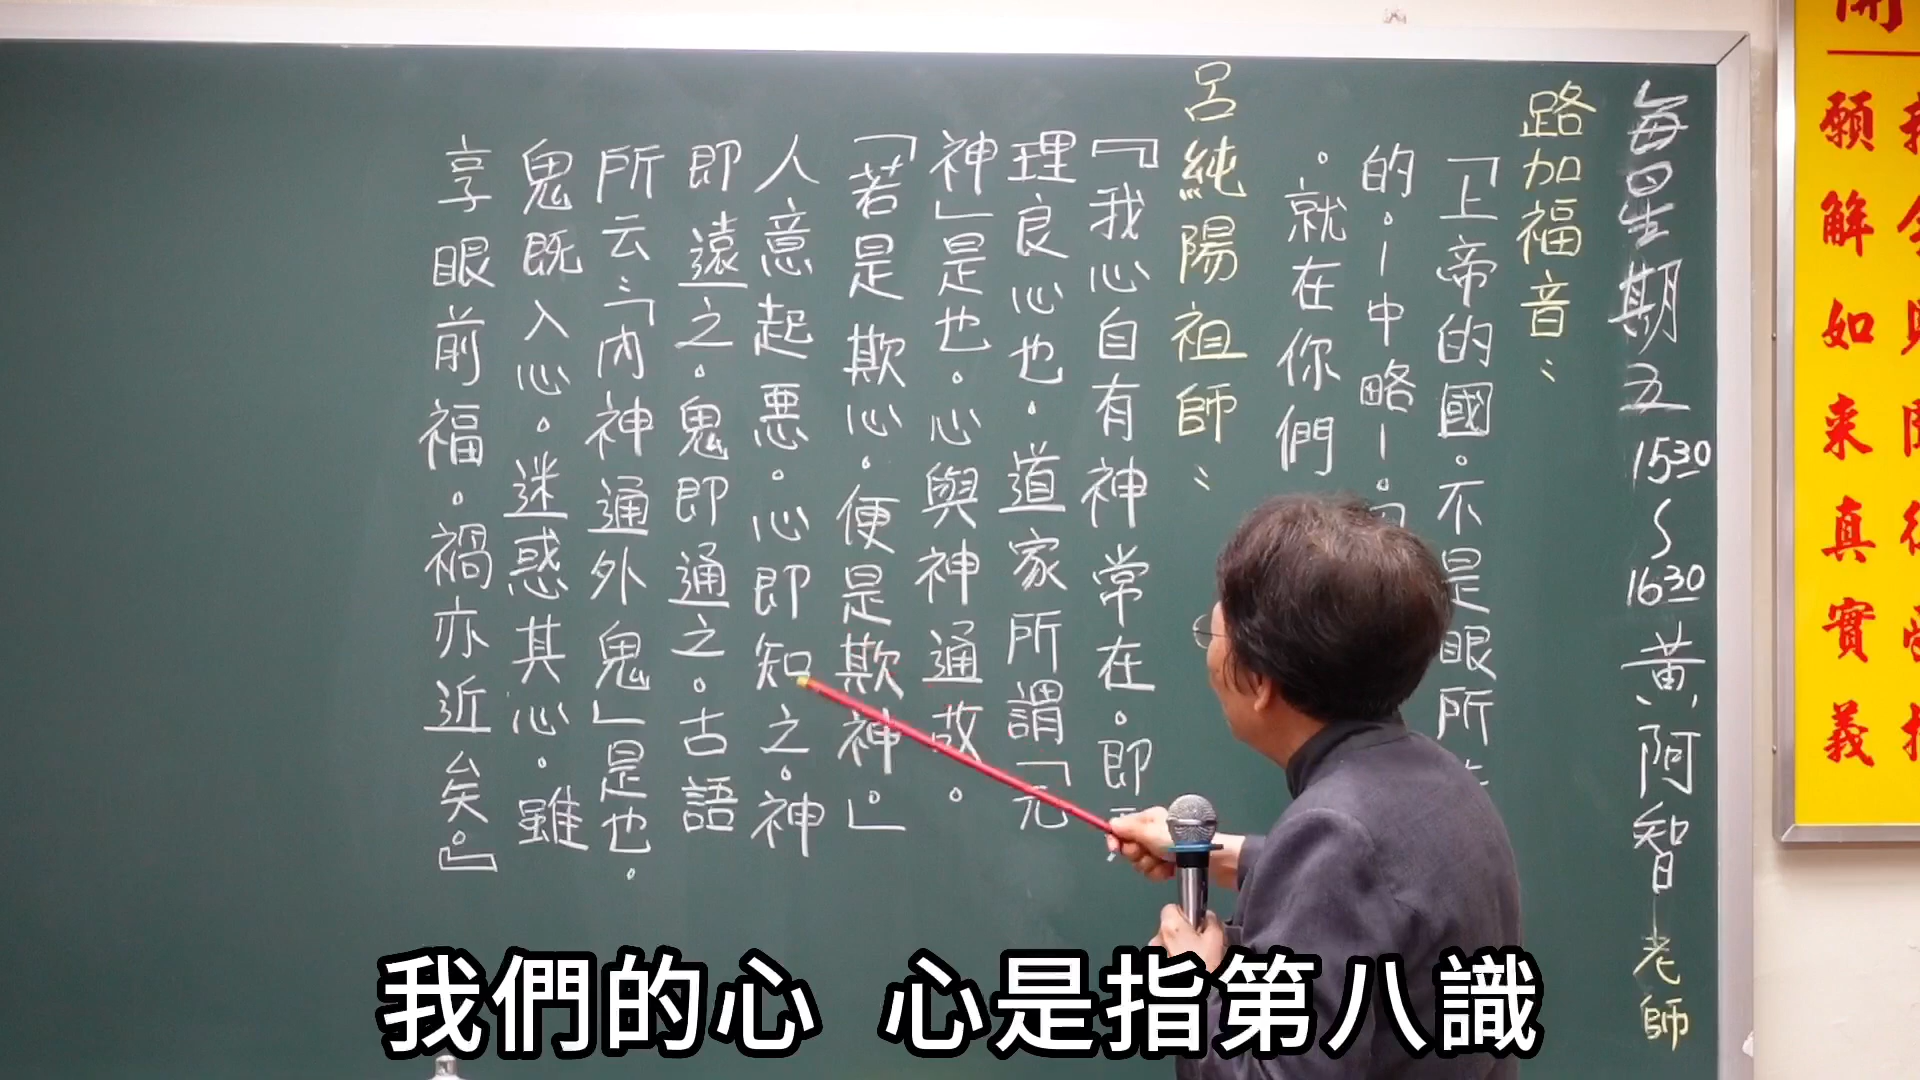 開
願解如来真實義
每星期五 15³⁰～16³⁰ 黃阿智老師
路加福音：
「上帝的國。不是眼所
的。—中略—。
。就在你們
呂純陽祖師：
『我心自有神常在。即
理良心也。道家所謂「元
神」是也。心與神通故。
「若是欺心。便是欺神。」
人意起惡。心即知之。神
即遠之。鬼即通之。古語
所云：「內神通外鬼」是也。
鬼既入心。迷惑其心。雖
享眼前福。禍亦近矣。』
我們的心 心是指第八識